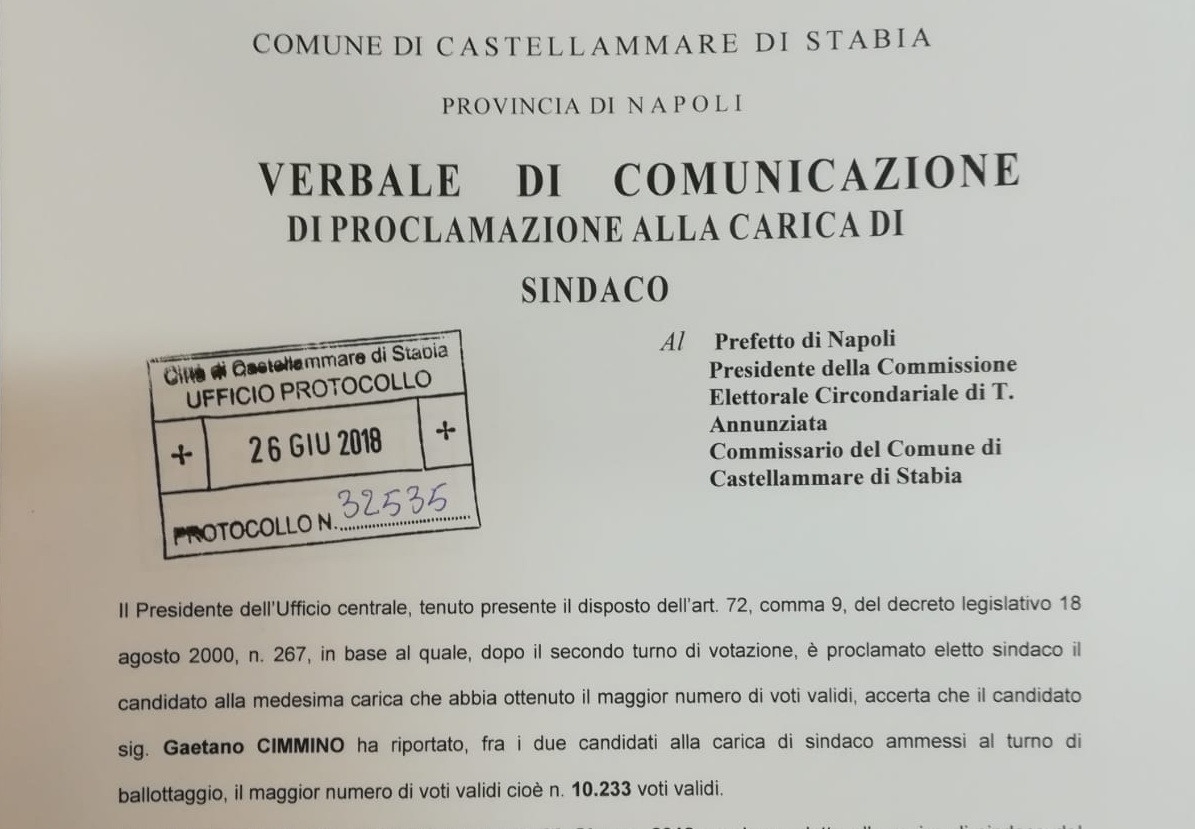 COMUNE DI CASTELLAMMARE DI STABIA
PROVINCIA DI NAPOLI
VERBALE DI COMUNICAZIONE
DI PROCLAMAZIONE ALLA CARICA DI
SINDACO
Al Prefetto di Napoli
Presidente della Commissione
Elettorale Circondariale di T.
Annunziata
Commissario del Comune di
Castellammare di Stabia
Città di Castellammare di Stabia
UFFICIO PROTOCOLLO
+ 26 GIU 2018 +
PROTOCOLLO N. 32535
Il Presidente dell'Ufficio centrale, tenuto presente il disposto dell'art. 72, comma 9, del decreto legislativo 18
agosto 2000, n. 267, in base al quale, dopo il secondo turno di votazione, è proclamato eletto sindaco il
candidato alla medesima carica che abbia ottenuto il maggior numero di voti validi, accerta che il candidato
sig. Gaetano CIMMINO ha riportato, fra i due candidati alla carica di sindaco ammessi al turno di
ballottaggio, il maggior numero di voti validi cioè n. 10.233 voti validi.